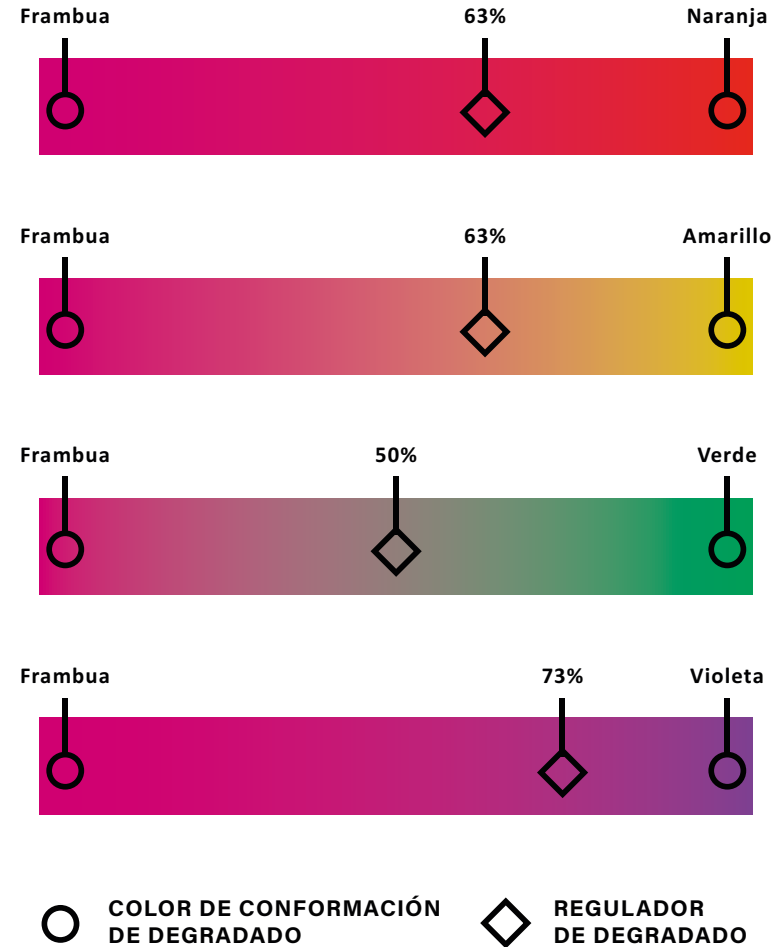 Frambua 63% Naranja
Frambua 63% Amarillo
Frambua 50% Verde
Frambua 73% Violeta
COLOR DE CONFORMACIÓN
DE DEGRADADO
REGULADOR
DE DEGRADADO